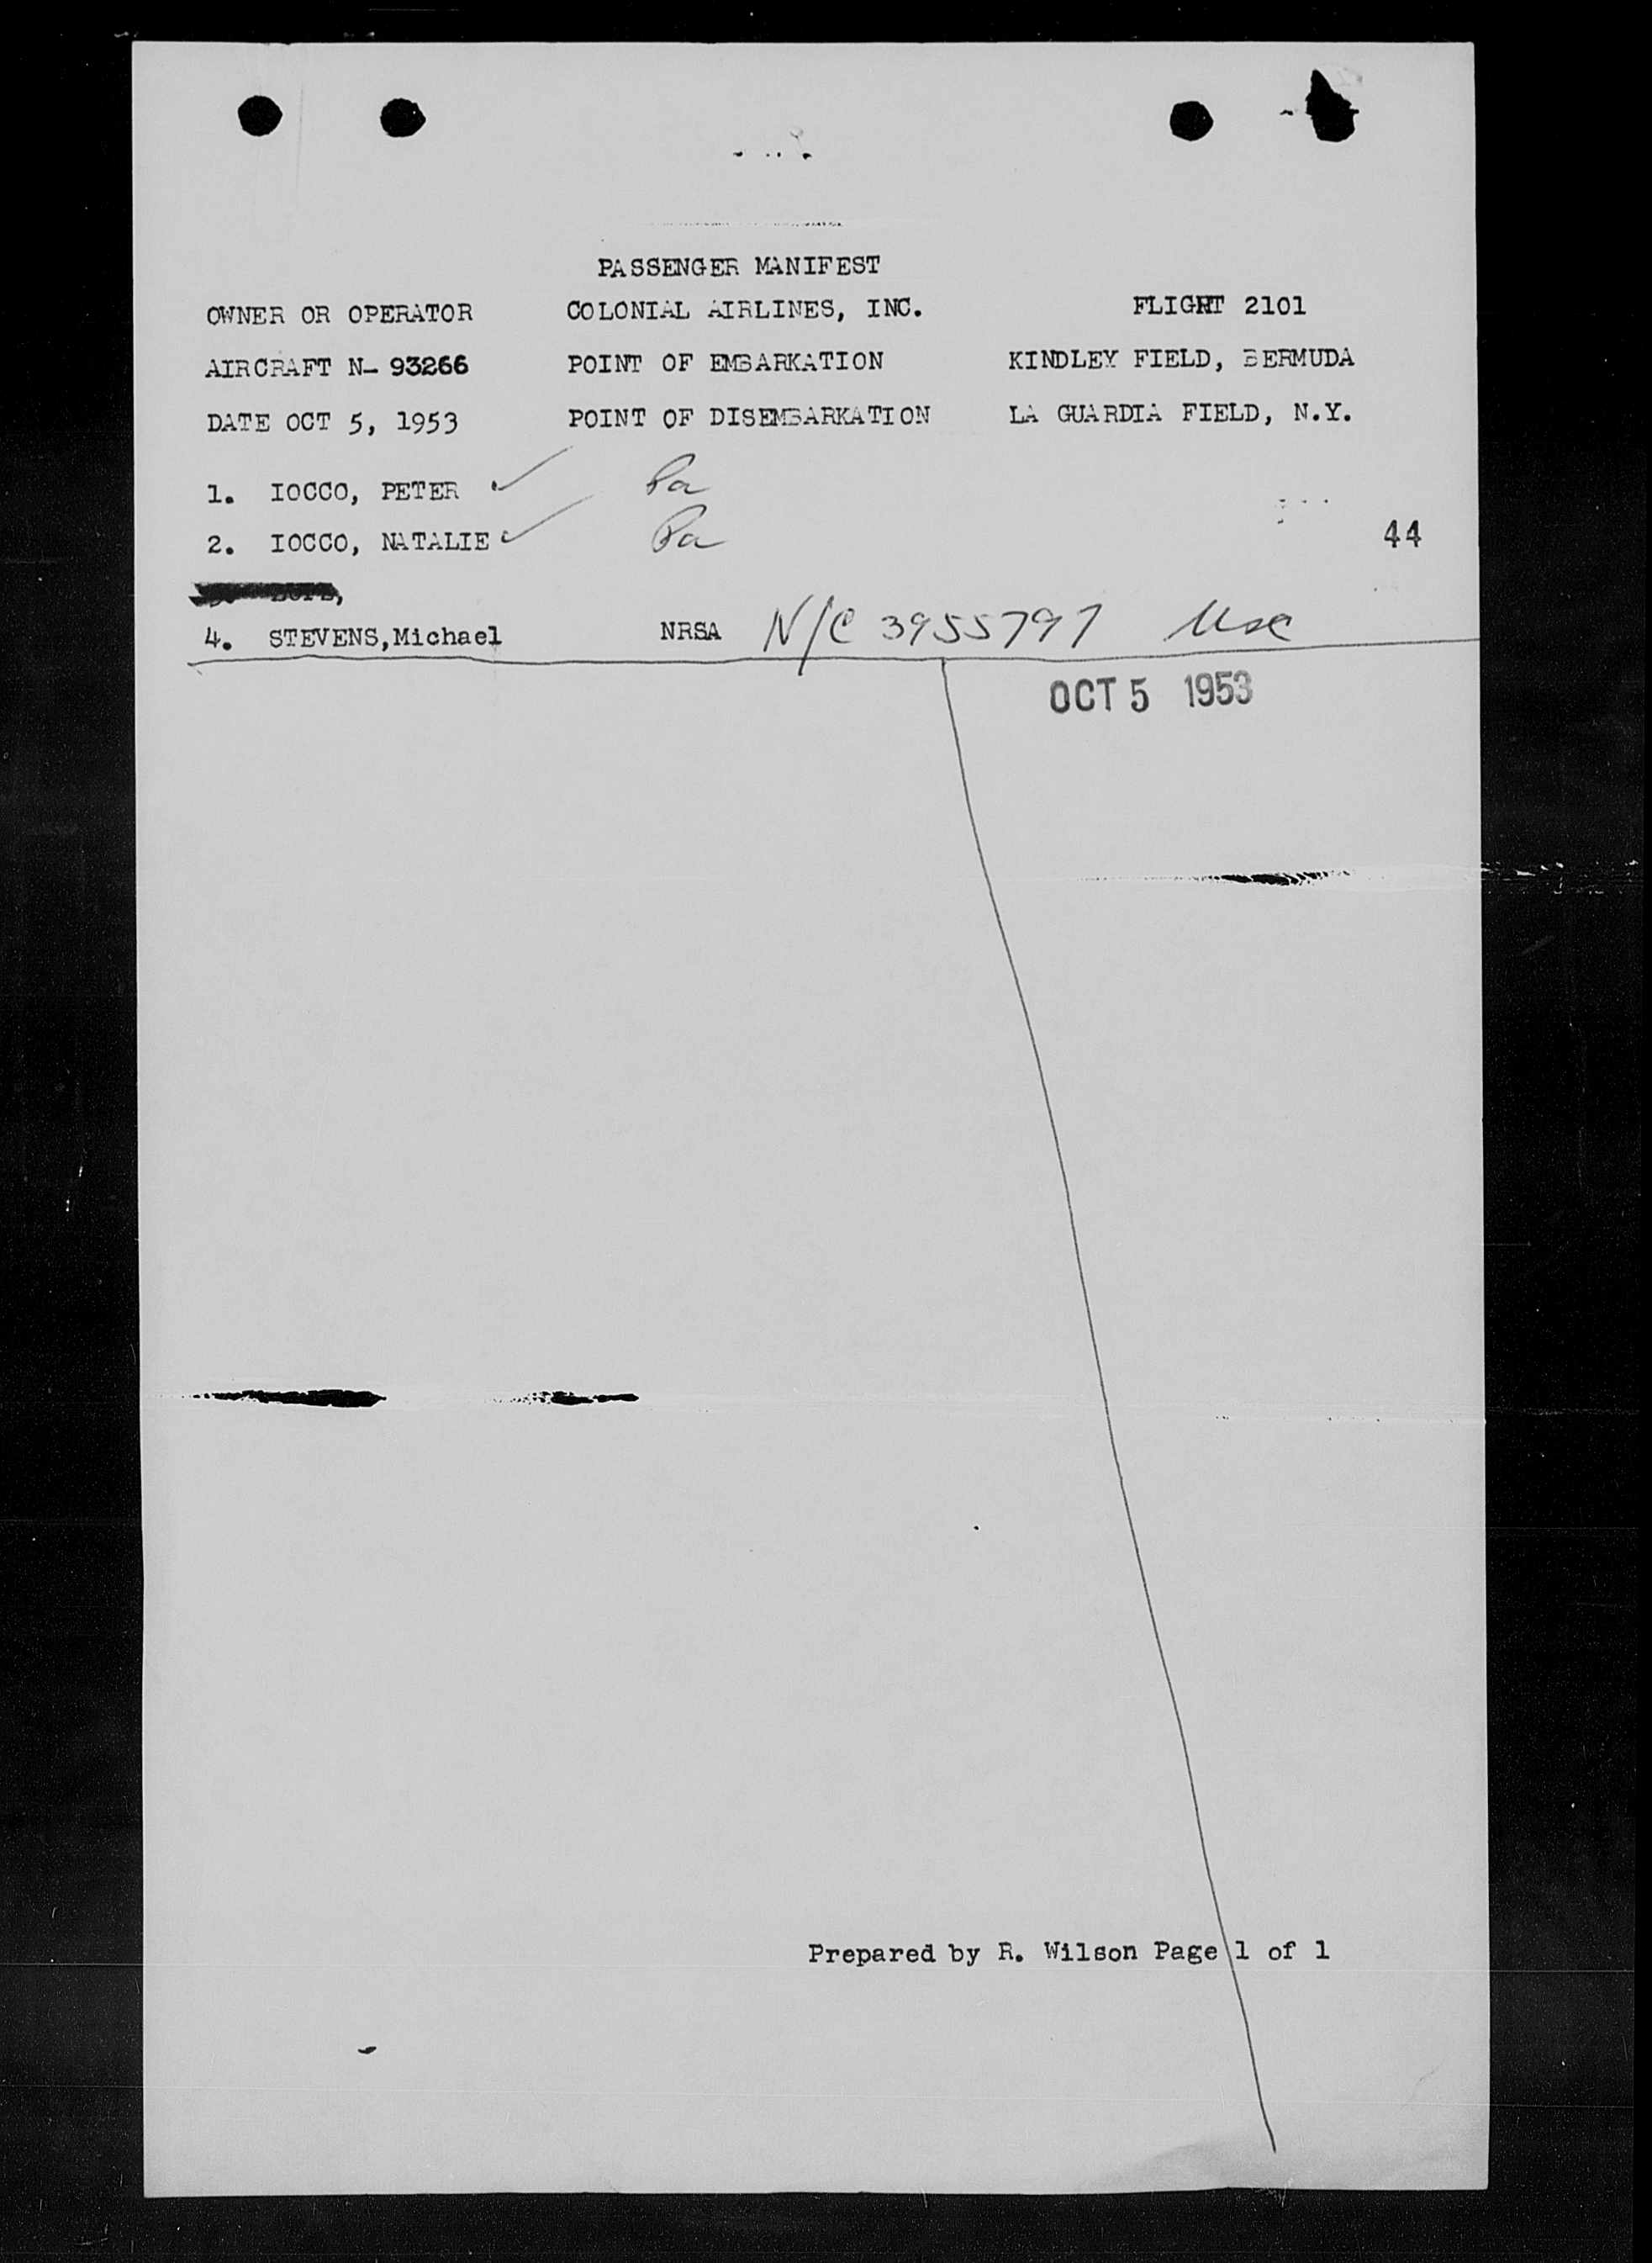 PASSENGER MANIFEST
OWNER OR OPERATOR COLONIAL AIRLINES, INC. FLIGHT 2101
AIRCRAFT N- 93266 POINT OF EMBARKATION KINDLEY FIELD, BERMUDA
DATE OCT 5, 1953 POINT OF DISEMBARKATION LA GUARDIA FIELD, N.Y.
1. IOCCO, PETER ✓ Pa
2. IOCCO, NATALIE ✓ Pa
44
4. STEVENS,Michael NRSA N/C 3955797 Usc
OCT 5 1953
Prepared by R. Wilson Page 1 of 1